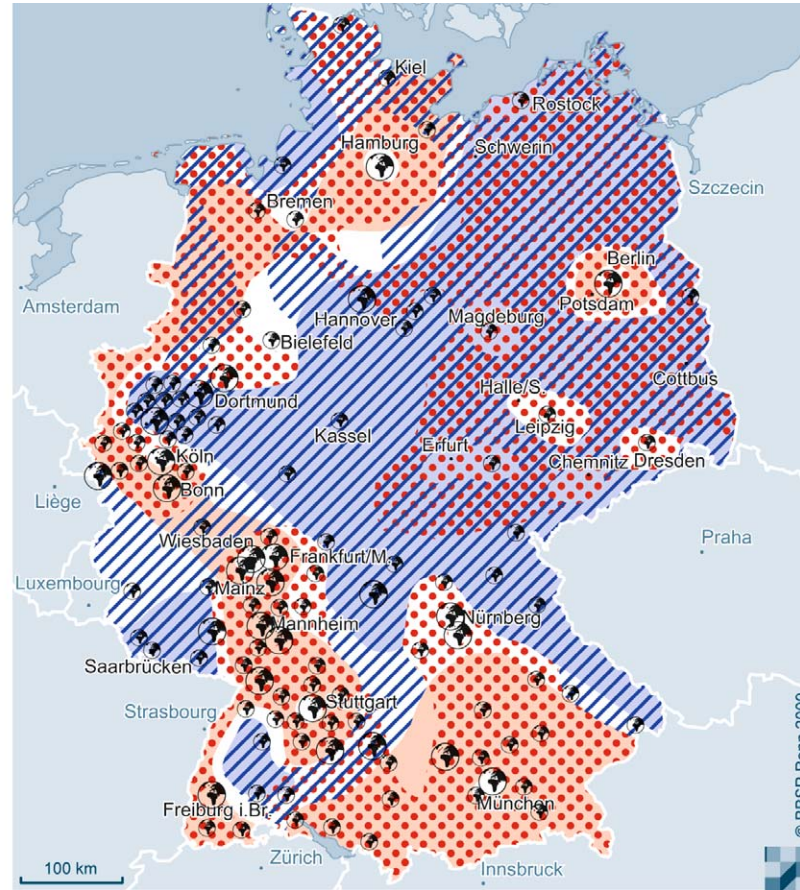 Kiel
Rostock
Hamburg
Schwerin
Szczecin
Bremen
Berlin
Amsterdam
Hannover
Magdeburg
Potsdam
Bielefeld
Halle/S.
Cottbus
Dortmund
Leipzig
Kassel
Erfurt
Köln
Chemnitz
Dresden
Liège
Bonn
Wiesbaden
Praha
Frankfurt/M.
Luxembourg
Mainz
Nürnberg
Mannheim
Saarbrücken
Stuttgart
Strasbourg
Freiburg i.Br.
München
100 km
Zürich
Innsbruck